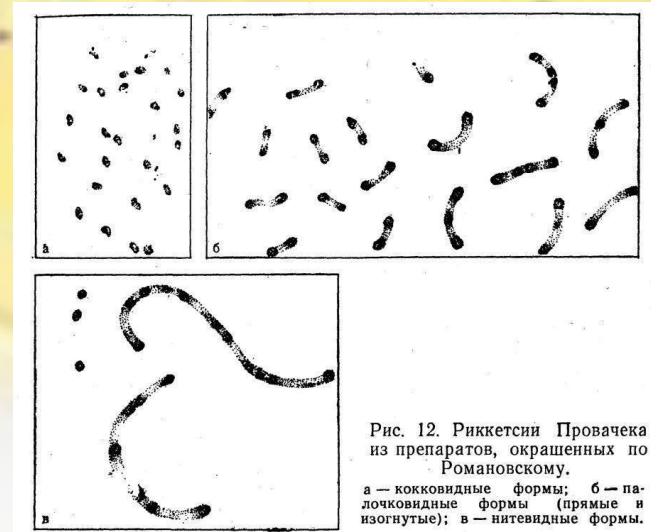 а
б
в
Рис. 12. Риккетсии Провачека
из препаратов, окрашенных по
Романовскому.
а — кокковидные формы; б — па-
лочковидные формы (прямые и
изогнутые); в — нитевидные формы.